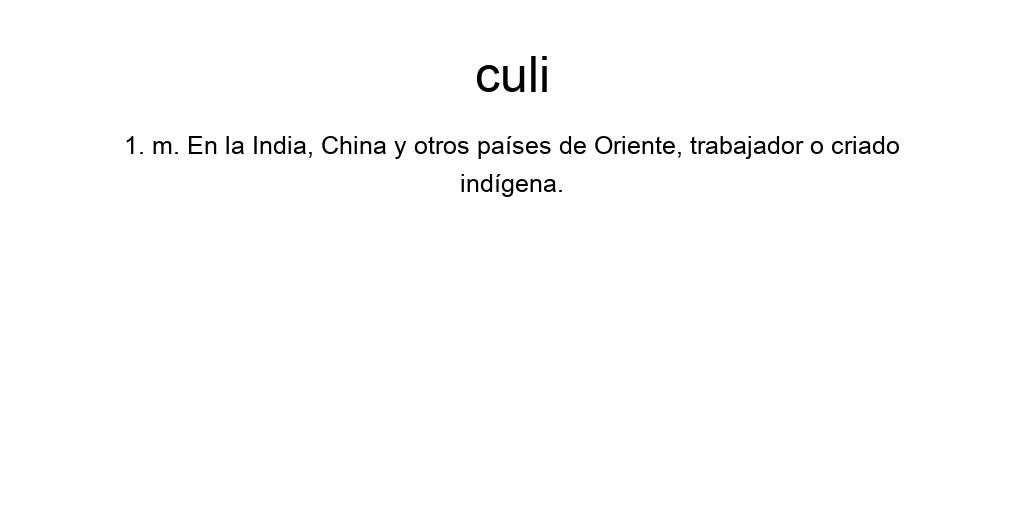 culi
1. m. En la India, China y otros países de Oriente, trabajador o criado
indígena.